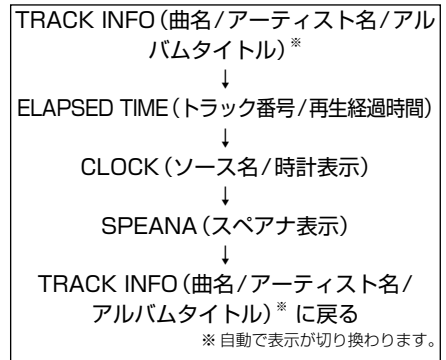 TRACK INFO（曲名/アーティスト名/アル
バムタイトル）※
↓
ELAPSED TIME（トラック番号/再生経過時間）
↓
CLOCK（ソース名/時計表示）
↓
SPEANA（スペアナ表示）
↓
TRACK INFO（曲名/アーティスト名/
アルバムタイトル）※ に戻る
※ 自動で表示が切り換わります。